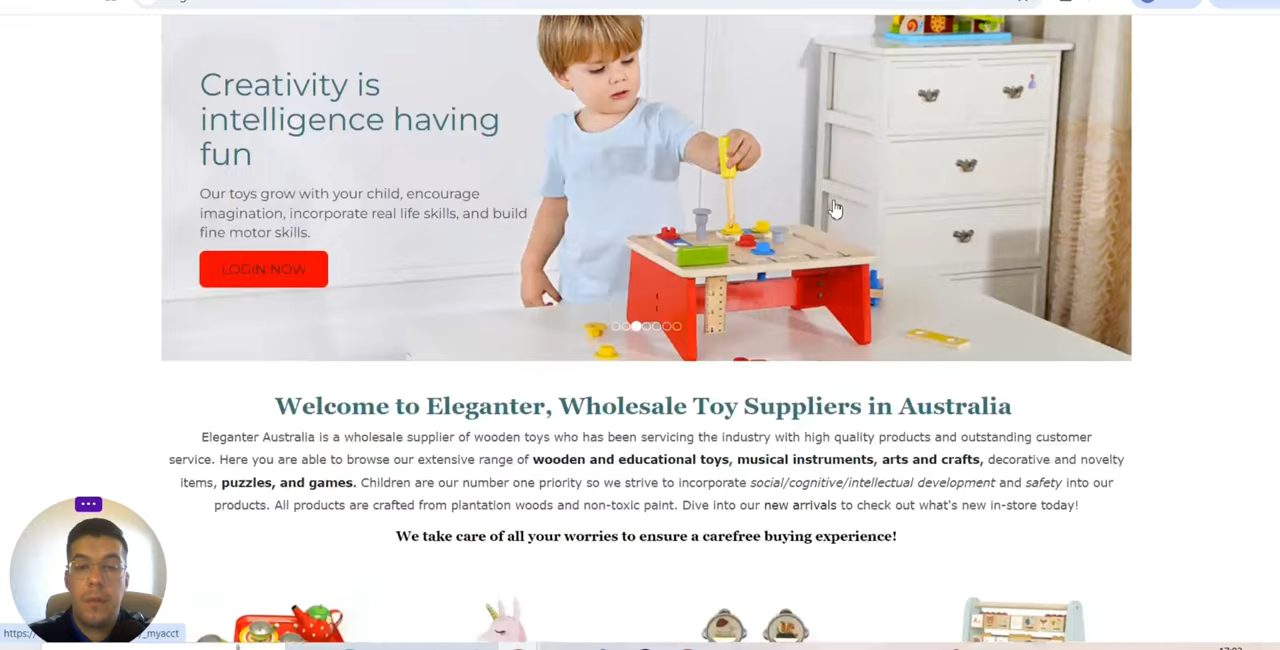 Creativity is
intelligence having
fun
Our toys grow with your child, encourage
imagination, incorporate real life skills, and build
fine motor skills.
LOGIN NOW
Welcome to Eleganter, Wholesale Toy Suppliers in Australia
Eleganter Australia is a wholesale supplier of wooden toys who has been servicing the industry with high quality products and outstanding customer
service. Here you are able to browse our extensive range of wooden and educational toys, musical instruments, arts and crafts, decorative and novelty
items, puzzles, and games. Children are our number one priority so we strive to incorporate social/cognitive/intellectual development and safety into our
products. All products are crafted from plantation woods and non-toxic paint. Dive into our new arrivals to check out what's new in-store today!
We take care of all your worries to ensure a carefree buying experience!
https:/ _myacct